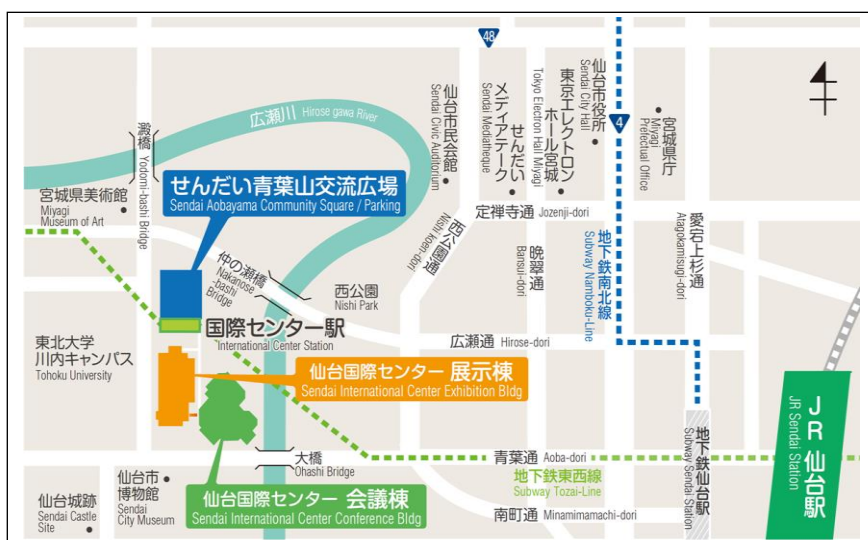 48
広瀬川 Hirose gawa River
澱橋 Yodomi-bashi Bridge
仙台市民会館
Sendai Civic Auditorium
せんだい
メディアテーク
Sendai Mediatheque
東京エレクトロン
ホール宮城
Tokyo Electron Hall Miyagi
仙台市役所
Sendai City Hall
4
宮城県庁
Miyagi
Prefectual Office
宮城県美術館
Miyagi
Museum of Art
せんだい青葉山交流広場
Sendai Aobayama Community Square / Parking
定禅寺通 Jozenji-dori
西公園通
Nishi koen-dori
晩翠通
Bansui-dori
地下鉄南北線
Subway Namboku-Line
愛宕上杉通
Atagokamisugi-dori
仲の瀬橋
Nakanose
-bashi
Bridge
西公園
Nishi Park
国際センター駅
International Center Station
広瀬通 Hirose-dori
東北大学
川内キャンパス
Tohoku University
仙台国際センター 展示棟
Sendai International Center Exhibition Bldg
JR 仙台駅
JR Sendai Station
地下鉄仙台駅
Subway Sendai Station
大橋
Ohashi Bridge
青葉通 Aoba-dori
地下鉄東西線
Subway Tozai-Line
仙台城跡
Sendai Castle
Site
仙台市
博物館
Sendai
City Museum
仙台国際センター 会議棟
Sendai International Center Conference Bldg
南町通 Minamimamachi-dori